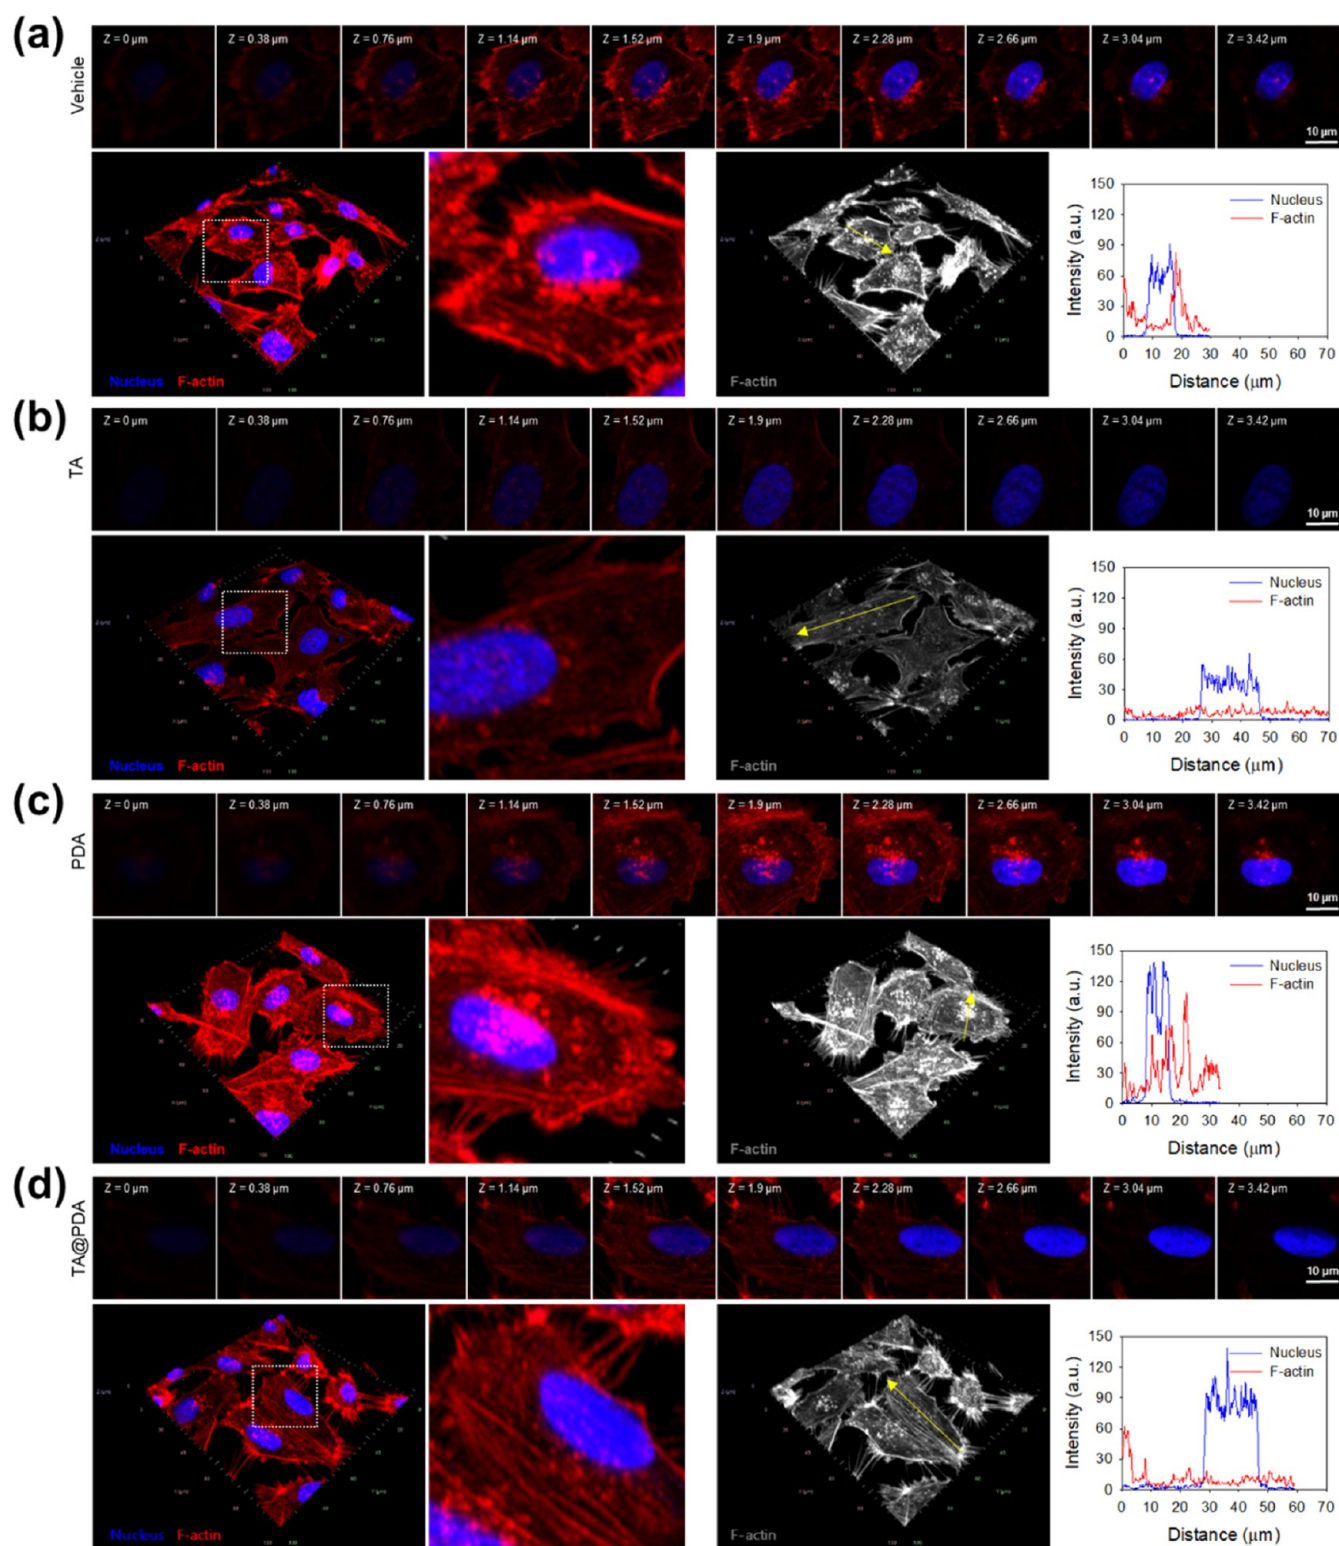 (a)
Vehicle
Z = 0 µm Z = 0.38 µm Z = 0.76 µm Z = 1.14 µm Z = 1.52 µm Z = 1.9 µm Z = 2.28 µm Z = 2.66 µm Z = 3.04 µm Z = 3.42 µm
10 µm
Nucleus F-actin
F-actin
Intensity (a.u.)
150
120
90
60
30
0
Nucleus
F-actin
0 10 20 30 40 50 60 70
Distance (µm)
(b)
TA
Z = 0 µm Z = 0.38 µm Z = 0.76 µm Z = 1.14 µm Z = 1.52 µm Z = 1.9 µm Z = 2.28 µm Z = 2.66 µm Z = 3.04 µm Z = 3.42 µm
10 µm
Nucleus F-actin
F-actin
Intensity (a.u.)
150
120
90
60
30
0
Nucleus
F-actin
0 10 20 30 40 50 60 70
Distance (µm)
(c)
PDA
Z = 0 µm Z = 0.38 µm Z = 0.76 µm Z = 1.14 µm Z = 1.52 µm Z = 1.9 µm Z = 2.28 µm Z = 2.66 µm Z = 3.04 µm Z = 3.42 µm
10 µm
Nucleus F-actin
F-actin
Intensity (a.u.)
150
120
90
60
30
0
Nucleus
F-actin
0 10 20 30 40 50 60 70
Distance (µm)
(d)
TA@PDA
Z = 0 µm Z = 0.38 µm Z = 0.76 µm Z = 1.14 µm Z = 1.52 µm Z = 1.9 µm Z = 2.28 µm Z = 2.66 µm Z = 3.04 µm Z = 3.42 µm
10 µm
Nucleus F-actin
F-actin
Intensity (a.u.)
150
120
90
60
30
0
Nucleus
F-actin
0 10 20 30 40 50 60 70
Distance (µm)